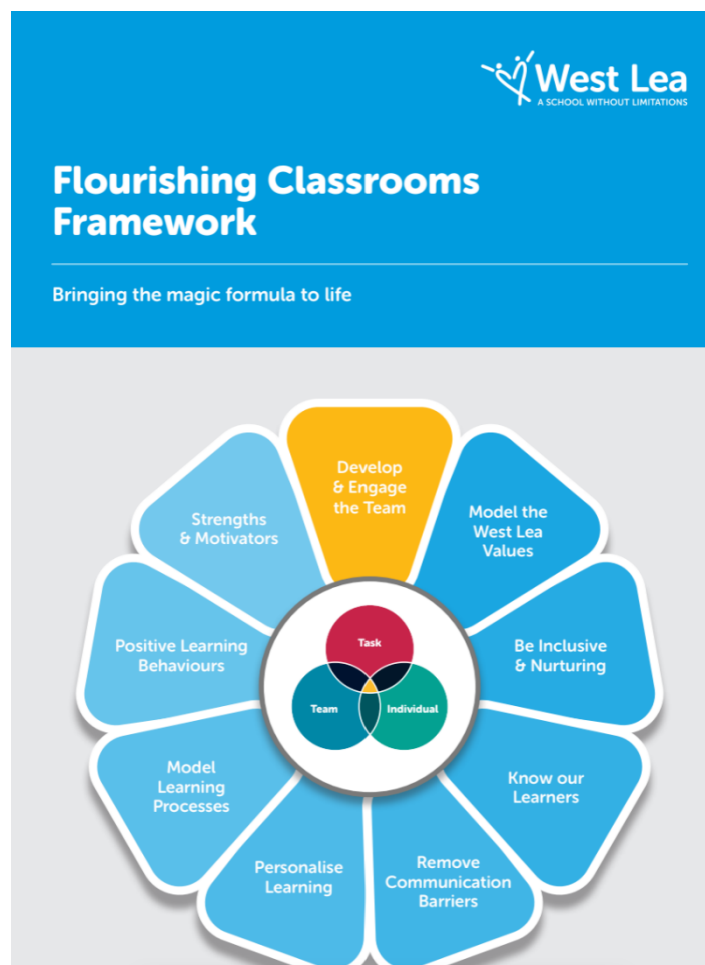 West Lea
A SCHOOL WITHOUT LIMITATIONS
Flourishing Classrooms
Framework
Bringing the magic formula to life
Develop
& Engage
the Team
Model the
West Lea
Values
Be Inclusive
& Nurturing
Know our
Learners
Remove
Communication
Barriers
Personalise
Learning
Model
Learning
Processes
Positive Learning
Behaviours
Strengths
& Motivators
Task
Team
Individual